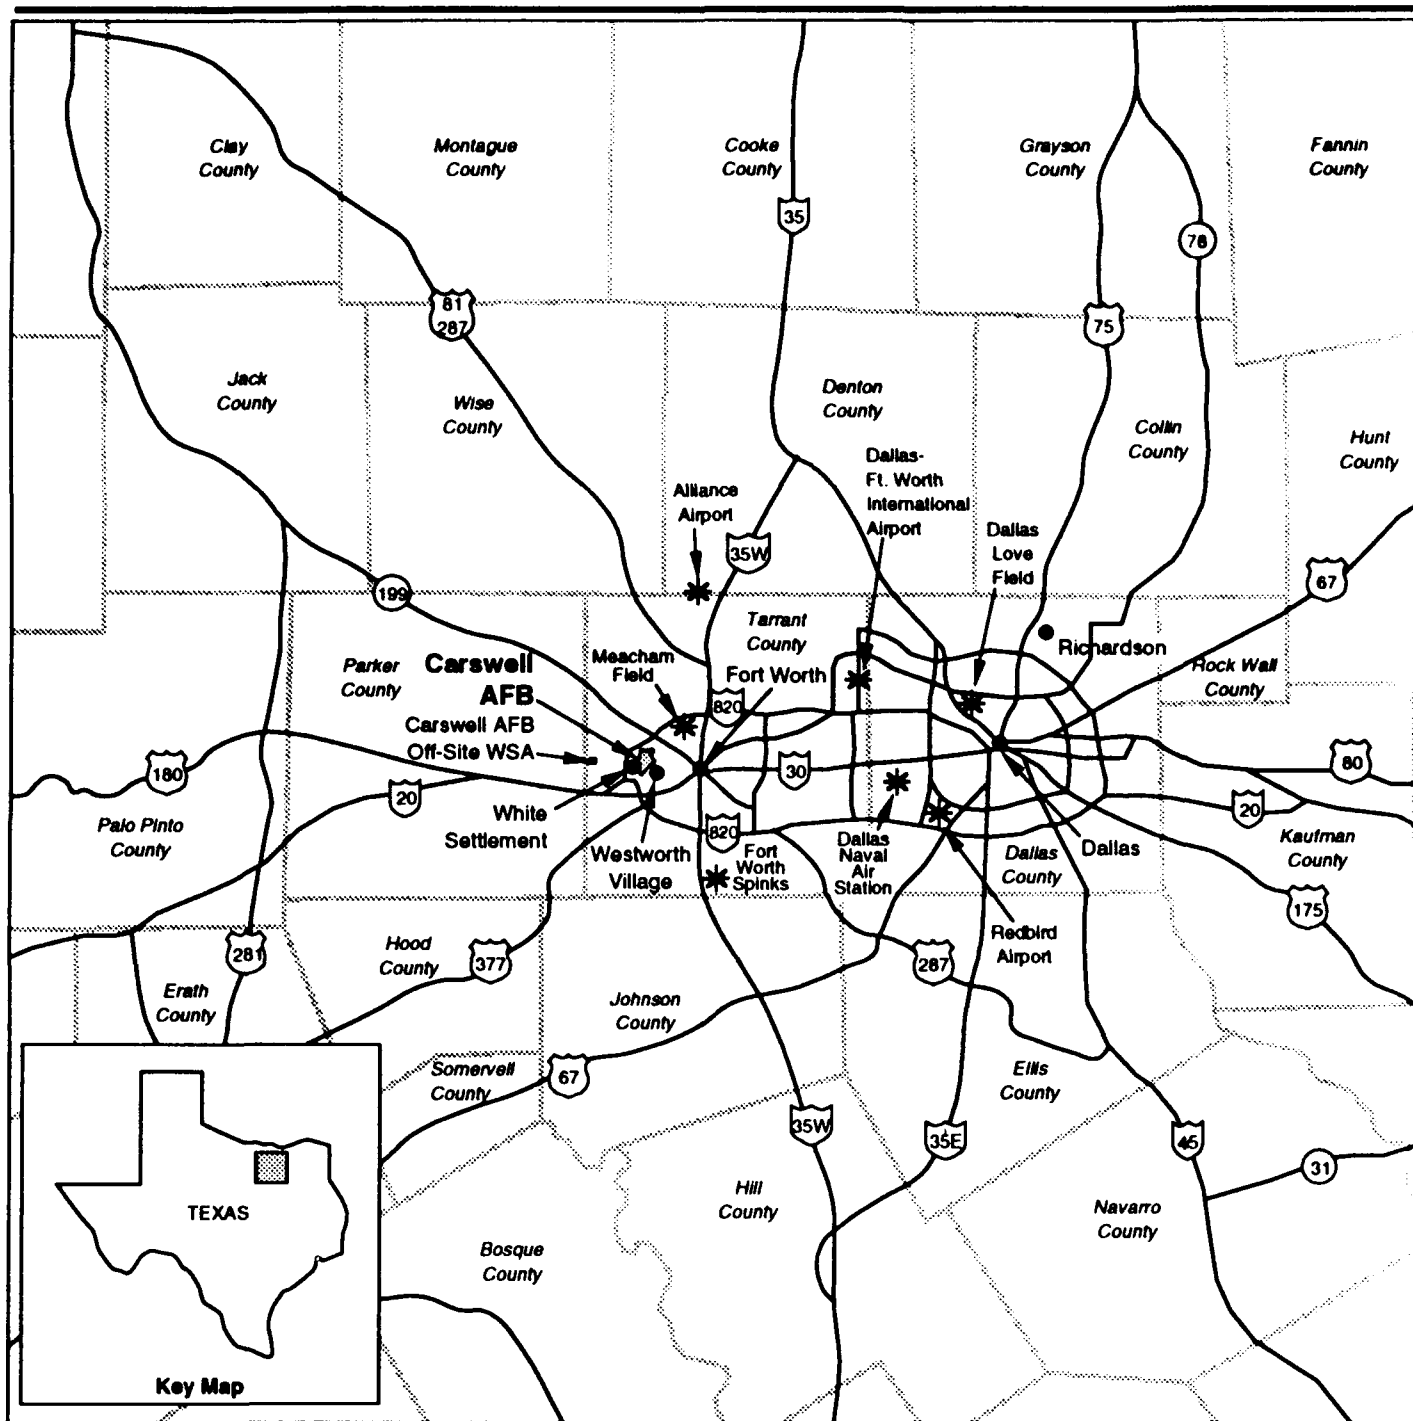 Clay
County
Montague
County
Cooke
County
Grayson
County
Fannin
County
35
78
81
287
75
Jack
County
Wise
County
Denton
County
Collin
County
Hunt
County
Dallas-
Ft. Worth
International
Airport
Alliance
Airport
Dallas
Love
Field
35W
67
199
Tarrant
County
Richardson
Parker
County
Carswell
AFB
Meacham
Field
Fort Worth
Rock Wall
County
Carswell AFB
Off-Site WSA
820
180
20
30
80
20
White
Settlement
820
Palo Pinto
County
Westworth
Village
Fort
Worth
Spinks
Dallas
Naval
Air
Station
Dallas
County
Dallas
Kaufman
County
175
Redbird
Airport
281
Hood
County
377
287
Erath
County
Johnson
County
Somervell
County
67
Ellis
County
35W
35E
45
31
TEXAS
Hill
County
Navarro
County
Bosque
County
Key Map